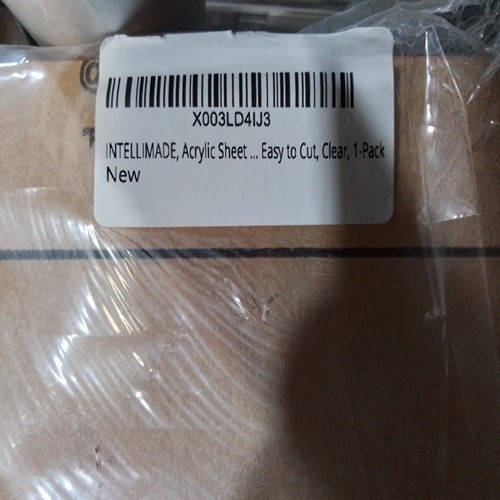 X003LD4IJ3
INTELLIMADE, Acrylic Sheet ... Easy to Cut, Clear, 1-Pack
New